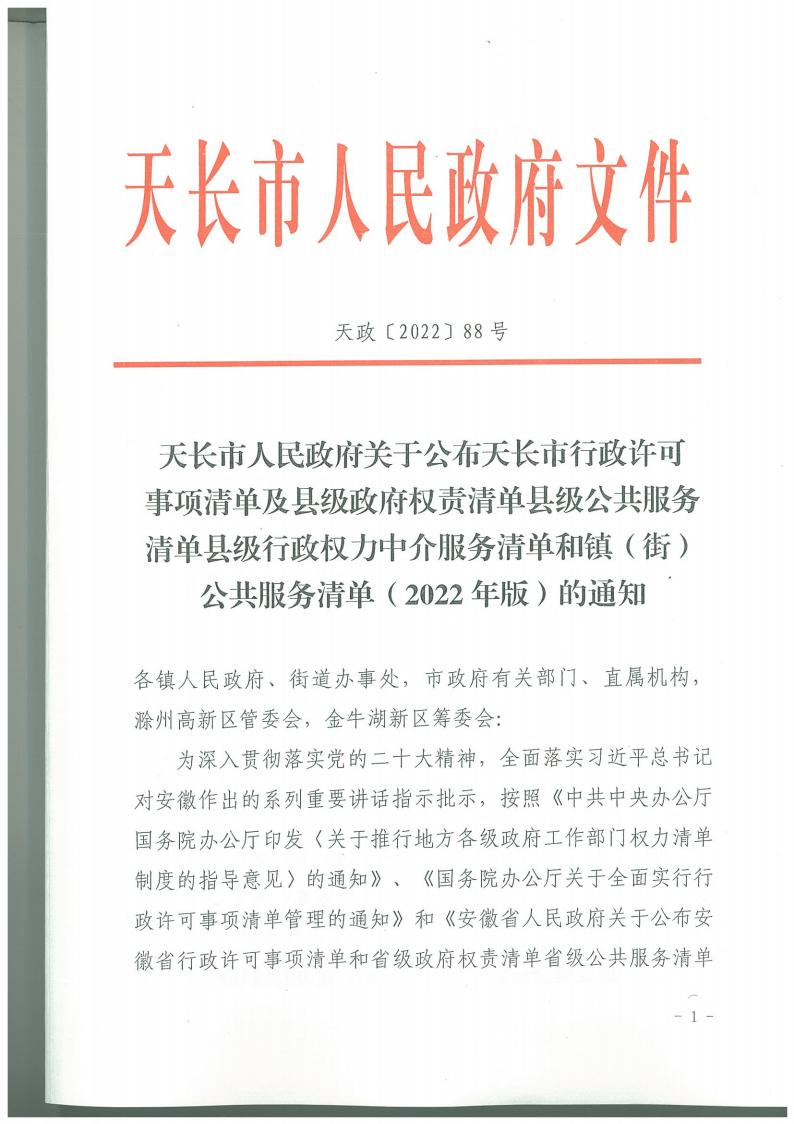 天长市人民政府文件
天政〔2022〕88号
天长市人民政府关于公布天长市行政许可
事项清单及县级政府权责清单县级公共服务
清单县级行政权力中介服务清单和镇（街）
公共服务清单（2022年版）的通知
各镇人民政府、街道办事处，市政府有关部门、直属机构，
滁州高新区管委会，金牛湖新区筹委会：
为深入贯彻落实党的二十大精神，全面落实习近平总书记
对安徽作出的系列重要讲话指示批示，按照《中共中央办公厅
国务院办公厅印发〈关于推行地方各级政府工作部门权力清单
制度的指导意见〉的通知》、《国务院办公厅关于全面实行行
政许可事项清单管理的通知》和《安徽省人民政府关于公布安
徽省行政许可事项清单和省级政府权责清单省级公共服务清单
- 1 -